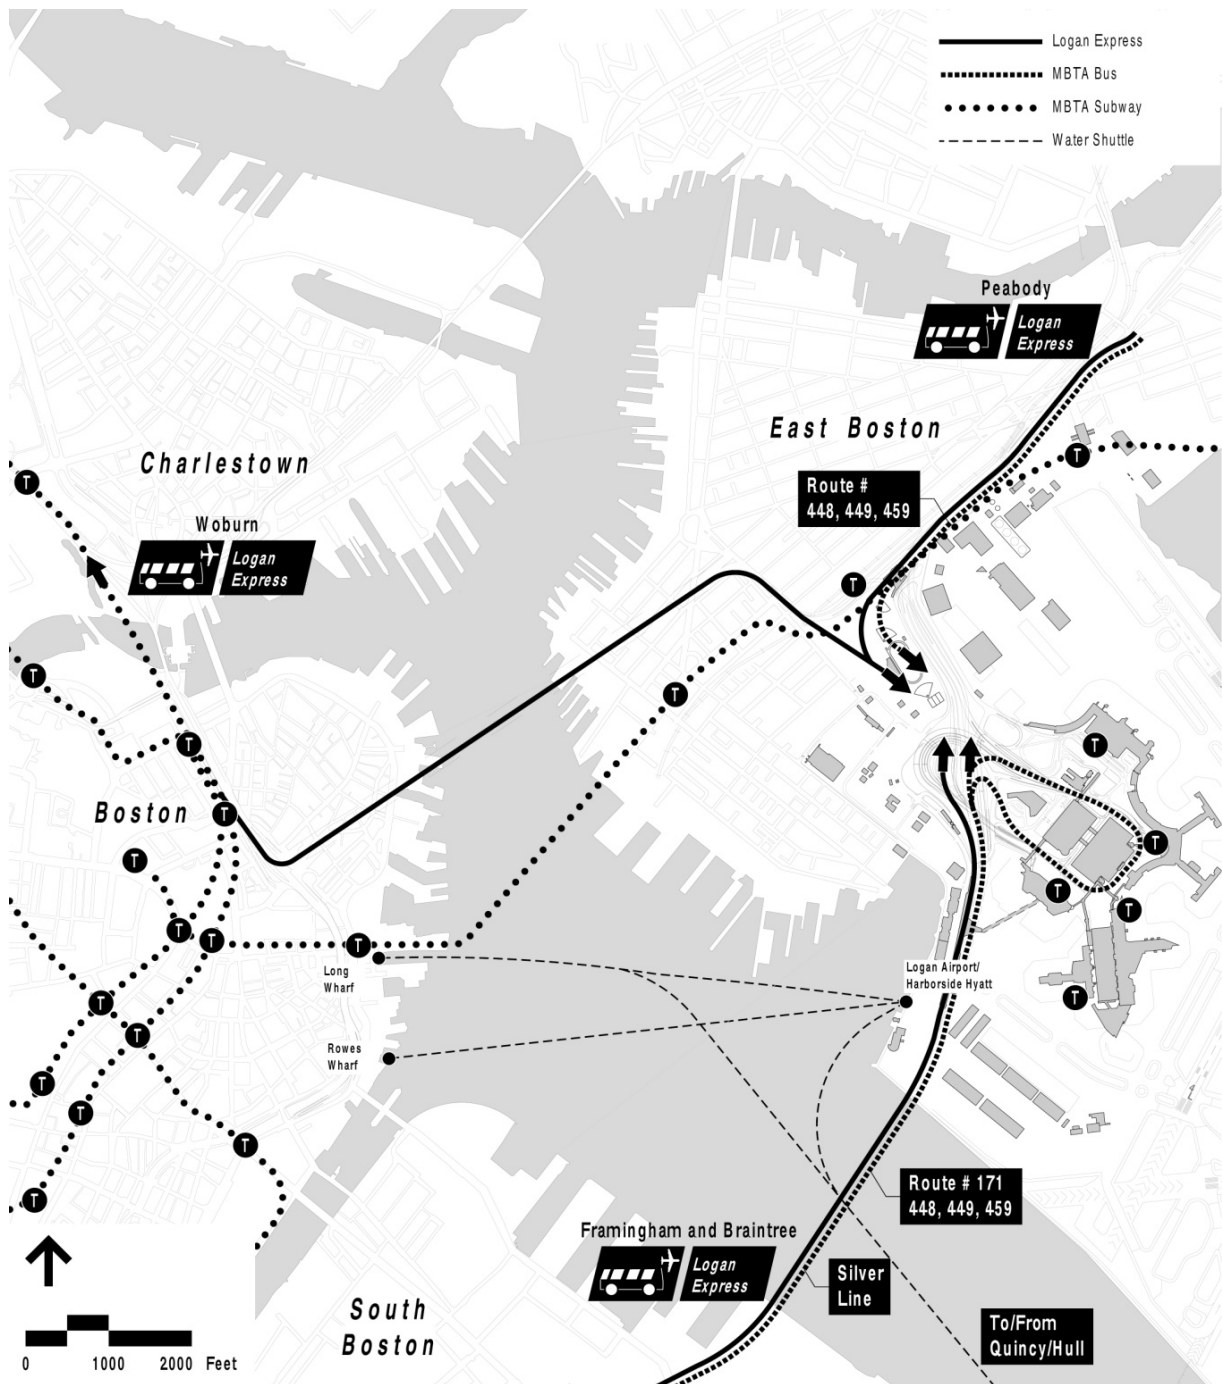 Logan Express
MBTA Bus
MBTA Subway
Water Shuttle
Peabody
Logan
Express
East Boston
Charlestown
Route #
448, 449, 459
Woburn
Logan
Express
T
T
T
T
T
T
T
Boston
T
T
T
T
T
T
T
T
T
T
Long
Wharf
Logan Airport/
Harborside Hyatt
T
T
T
Rowes
Wharf
T
T
T
T
Route # 171
448, 449, 459
Framingham and Braintree
Logan
Express
Silver
Line
South
Boston
To/From
Quincy/Hull
0 1000 2000 Feet